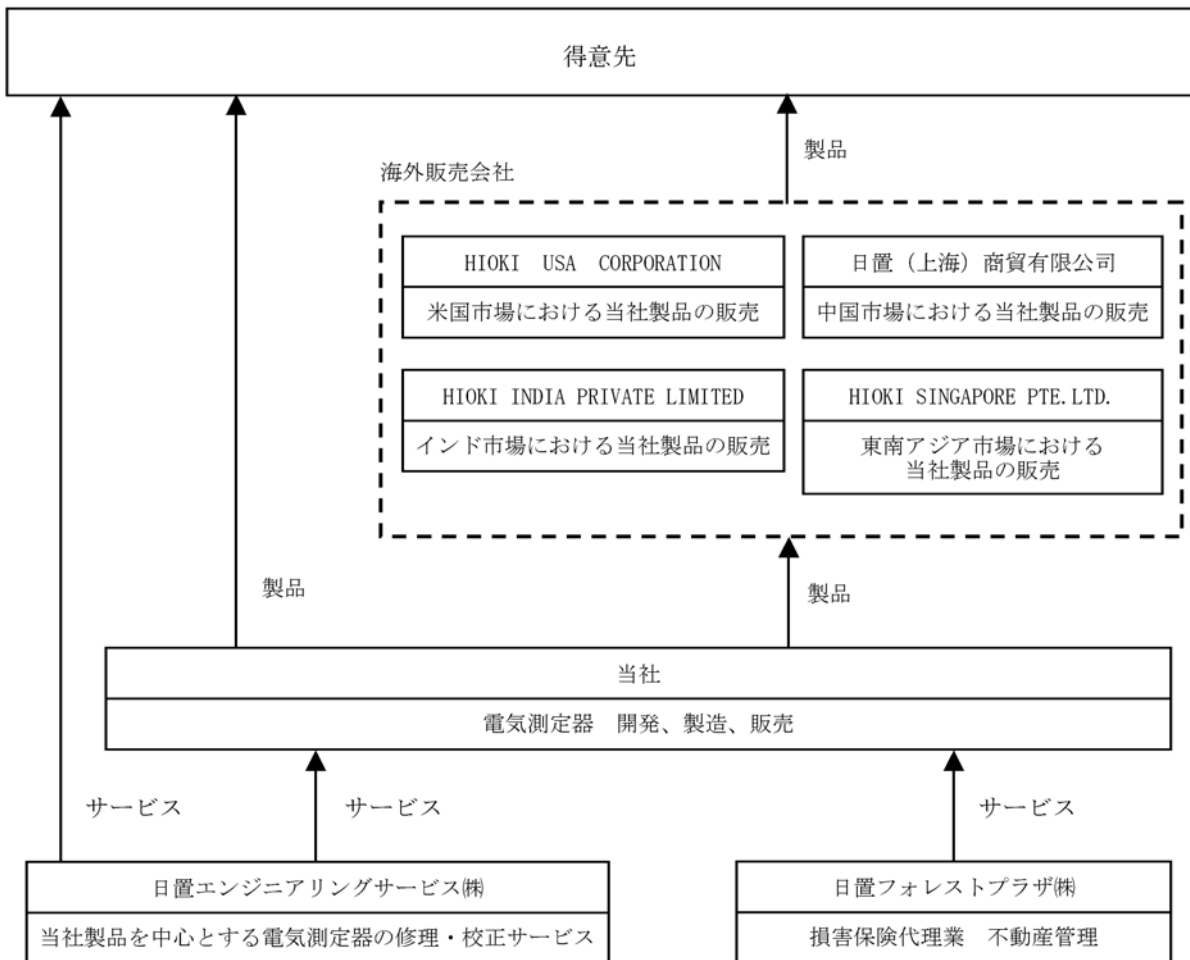 得意先
製品
海外販売会社
HIOKI USA CORPORATION
米国市場における当社製品の販売
日置（上海）商貿有限公司
中国市場における当社製品の販売
HIOKI INDIA PRIVATE LIMITED
インド市場における当社製品の販売
HIOKI SINGAPORE PTE.LTD.
東南アジア市場における
当社製品の販売
製品
製品
当社
電気測定器　開発、製造、販売
サービス
サービス
サービス
日置エンジニアリングサービス㈱
当社製品を中心とする電気測定器の修理・校正サービス
日置フォレストプラザ㈱
損害保険代理業　不動産管理